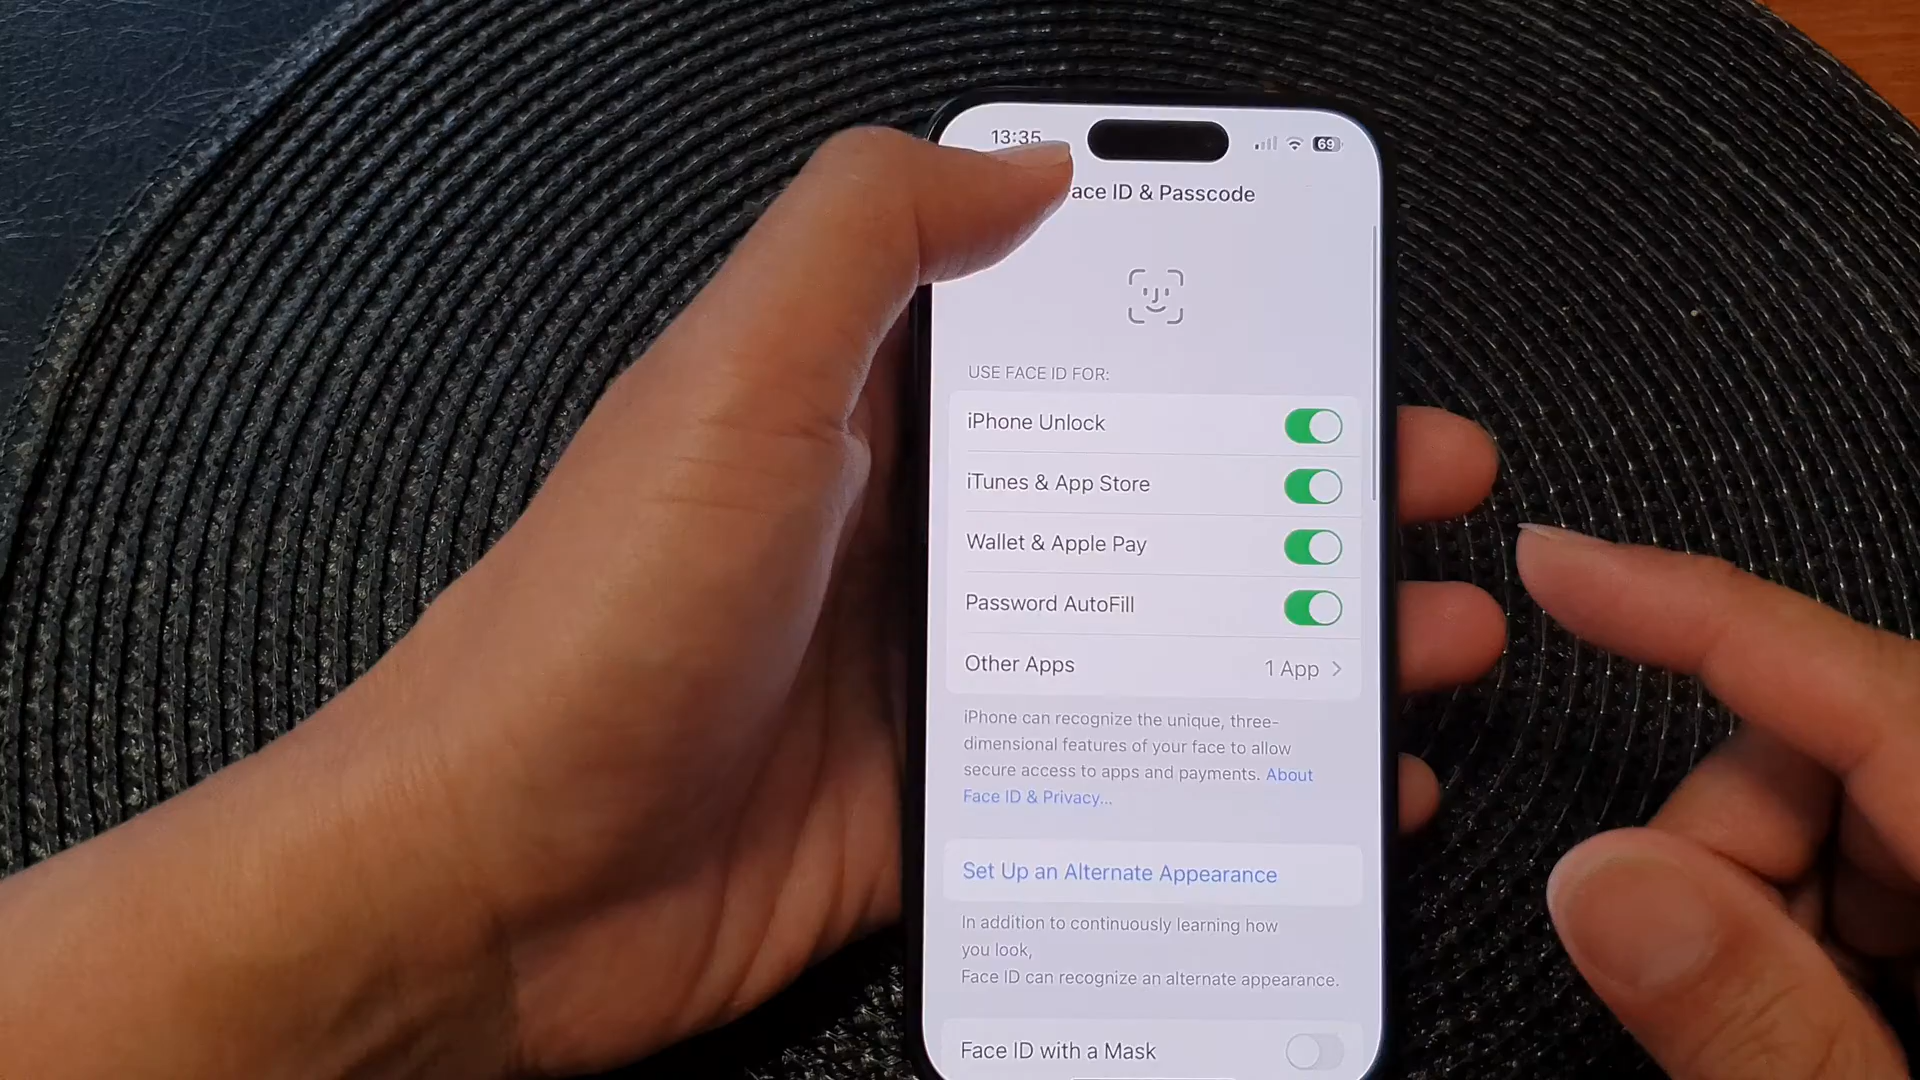 13:35
69
ace ID & Passcode
USE FACE ID FOR:
iPhone Unlock
iTunes & App Store
Wallet & Apple Pay
Password AutoFill
Other Apps 1 App
iPhone can recognize the unique, three-
dimensional features of your face to allow
secure access to apps and payments. About
Face ID & Privacy...
Set Up an Alternate Appearance
In addition to continuously learning how
you look,
Face ID can recognize an alternate appearance.
Face ID with a Mask